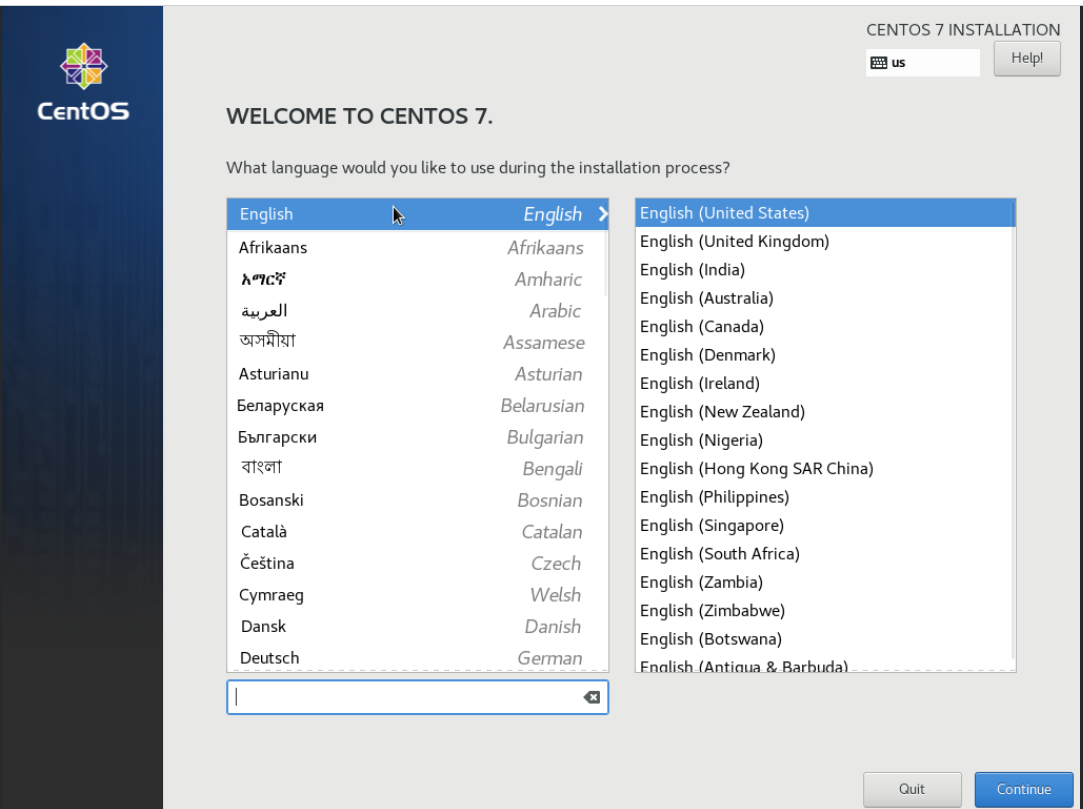 CentOS
CENTOS 7 INSTALLATION
us
Help!
WELCOME TO CENTOS 7.
What language would you like to use during the installation process?
English English
Afrikaans Afrikaans
አማርኛ Amharic
العربية Arabic
অসমীয়া Assamese
Asturianu Asturian
Беларуская Belarusian
Български Bulgarian
বাংলা Bengali
Bosanski Bosnian
Català Catalan
Čeština Czech
Cymraeg Welsh
Dansk Danish
Deutsch German
English (United States)
English (United Kingdom)
English (India)
English (Australia)
English (Canada)
English (Denmark)
English (Ireland)
English (New Zealand)
English (Nigeria)
English (Hong Kong SAR China)
English (Philippines)
English (Singapore)
English (South Africa)
English (Zambia)
English (Zimbabwe)
English (Botswana)
English (Antigua & Barbuda)
Quit
Continue